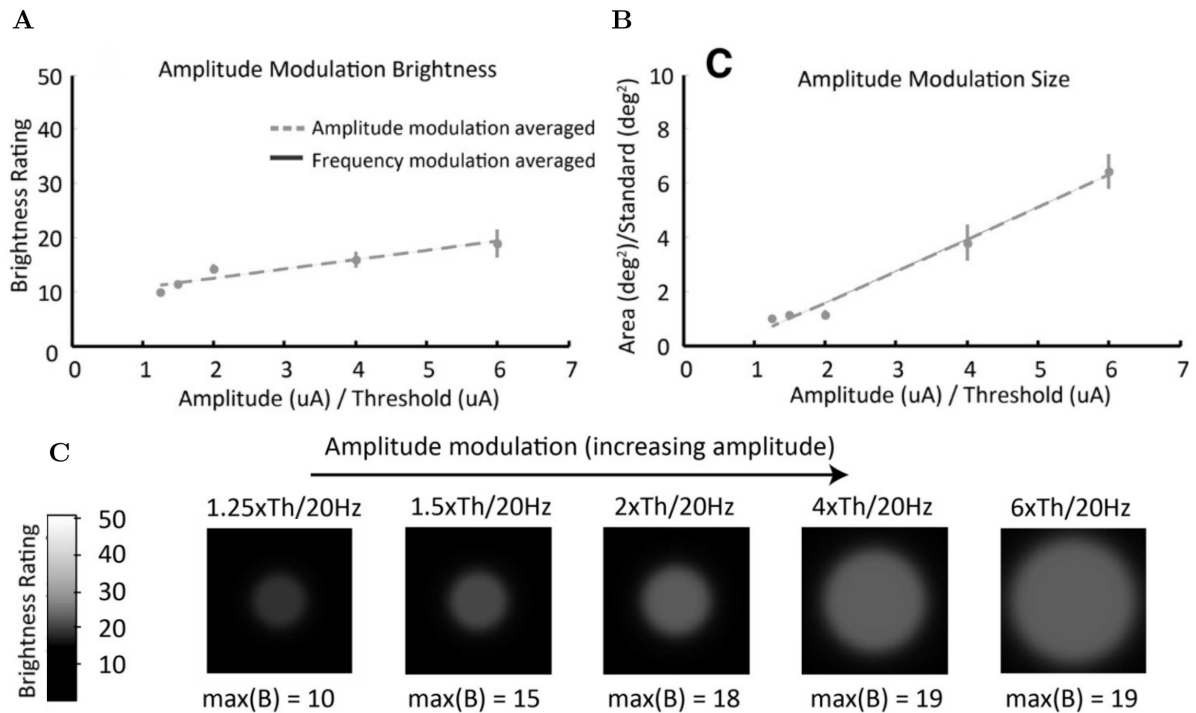 A
B
Amplitude Modulation Brightness
50
40
30
20
10
0
Brightness Rating
Amplitude modulation averaged
Frequency modulation averaged
0 1 2 3 4 5 6 7
Amplitude (uA) / Threshold (uA)
C
Amplitude Modulation Size
10
8
6
4
2
0
Area (deg²)/Standard (deg²)
0 1 2 3 4 5 6 7
Amplitude (uA) / Threshold (uA)
C
Amplitude modulation (increasing amplitude)
Brightness Rating
50
40
30
20
10
1.25xTh/20Hz 1.5xTh/20Hz 2xTh/20Hz 4xTh/20Hz 6xTh/20Hz
max(B) = 10 max(B) = 15 max(B) = 18 max(B) = 19 max(B) = 19